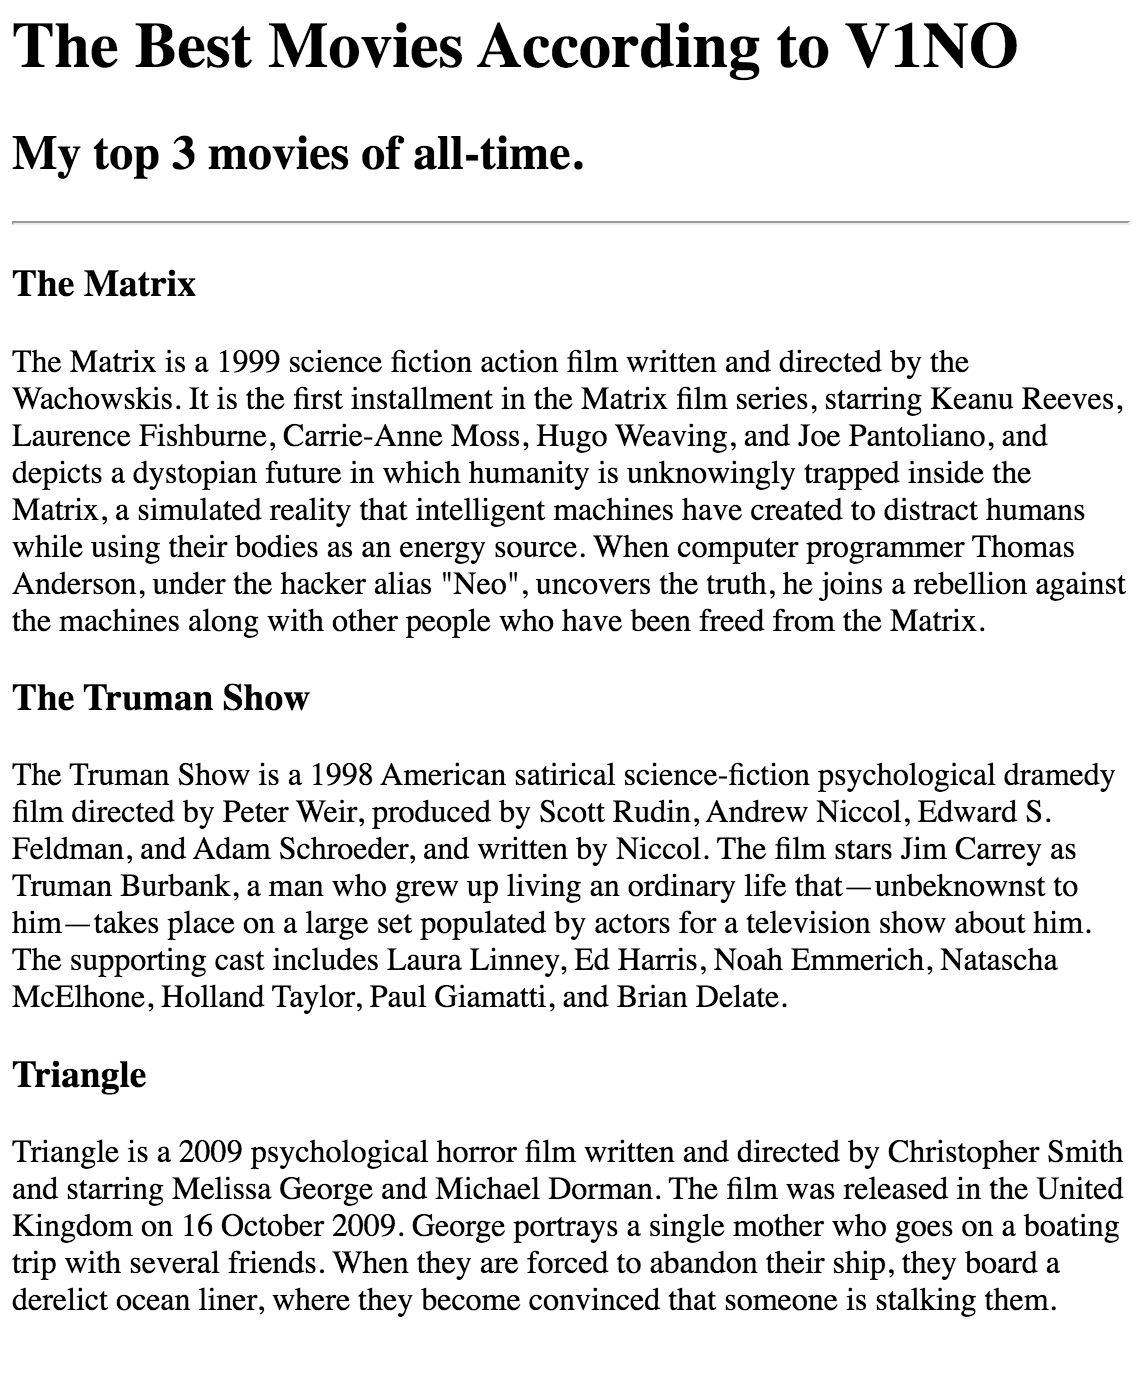 The Best Movies According to V1NO
My top 3 movies of all-time.
The Matrix
The Matrix is a 1999 science fiction action film written and directed by the
Wachowskis. It is the first installment in the Matrix film series, starring Keanu Reeves,
Laurence Fishburne, Carrie-Anne Moss, Hugo Weaving, and Joe Pantoliano, and
depicts a dystopian future in which humanity is unknowingly trapped inside the
Matrix, a simulated reality that intelligent machines have created to distract humans
while using their bodies as an energy source. When computer programmer Thomas
Anderson, under the hacker alias "Neo", uncovers the truth, he joins a rebellion against
the machines along with other people who have been freed from the Matrix.
The Truman Show
The Truman Show is a 1998 American satirical science-fiction psychological dramedy
film directed by Peter Weir, produced by Scott Rudin, Andrew Niccol, Edward S.
Feldman, and Adam Schroeder, and written by Niccol. The film stars Jim Carrey as
Truman Burbank, a man who grew up living an ordinary life that—unbeknownst to
him—takes place on a large set populated by actors for a television show about him.
The supporting cast includes Laura Linney, Ed Harris, Noah Emmerich, Natascha
McElhone, Holland Taylor, Paul Giamatti, and Brian Delate.
Triangle
Triangle is a 2009 psychological horror film written and directed by Christopher Smith
and starring Melissa George and Michael Dorman. The film was released in the United
Kingdom on 16 October 2009. George portrays a single mother who goes on a boating
trip with several friends. When they are forced to abandon their ship, they board a
derelict ocean liner, where they become convinced that someone is stalking them.